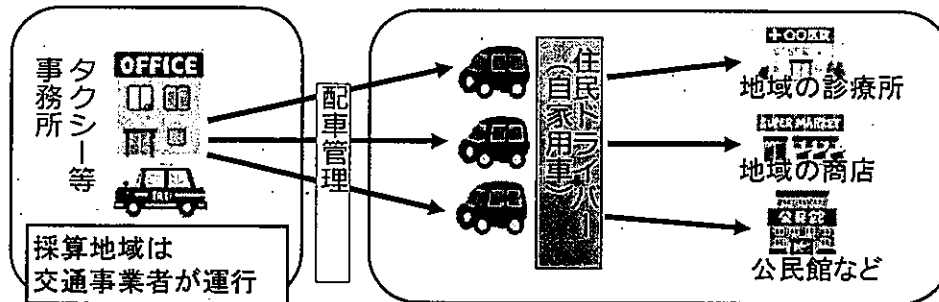 タクシー等
事務所
OFFICE
TAXI
採算地域は
交通事業者が運行
配車管理
住民ドライバー
(自家用車)
地域の診療所
SUPER MARKET
地域の商店
公民館
公民館など